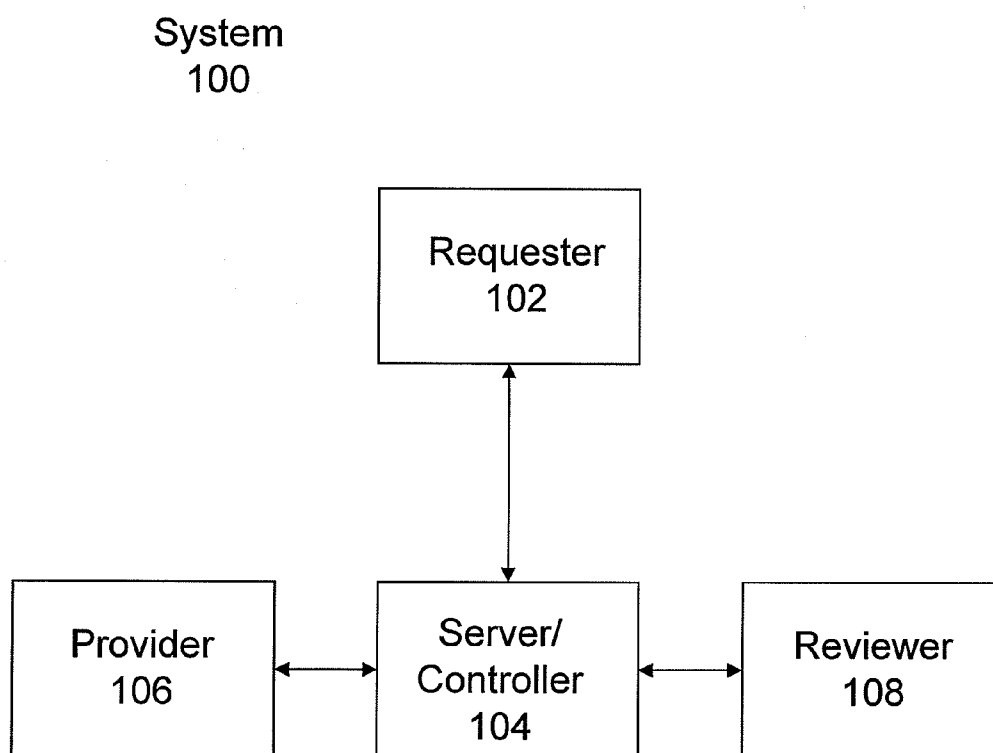 System
100
Requester
102
Provider
106
Server/
Controller
104
Reviewer
108